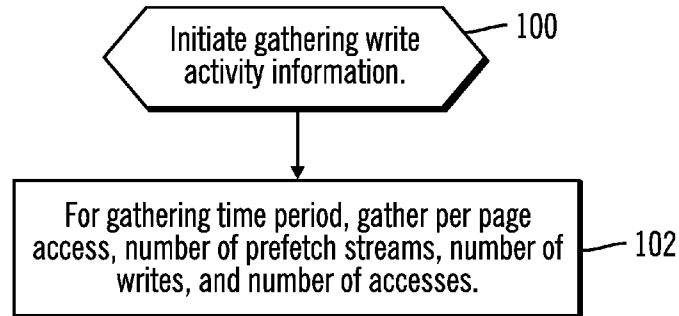 Initiate gathering write
activity information.
100
For gathering time period, gather per page
access, number of prefetch streams, number of
writes, and number of accesses.
102